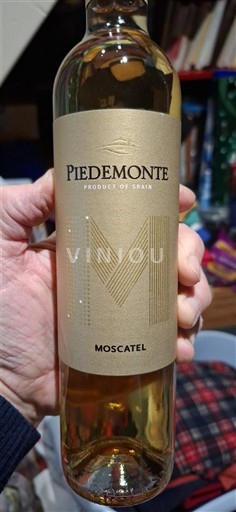 PIEDEMONTE
PRODUCT OF SPAIN
VINIOU
M
MOSCATEL